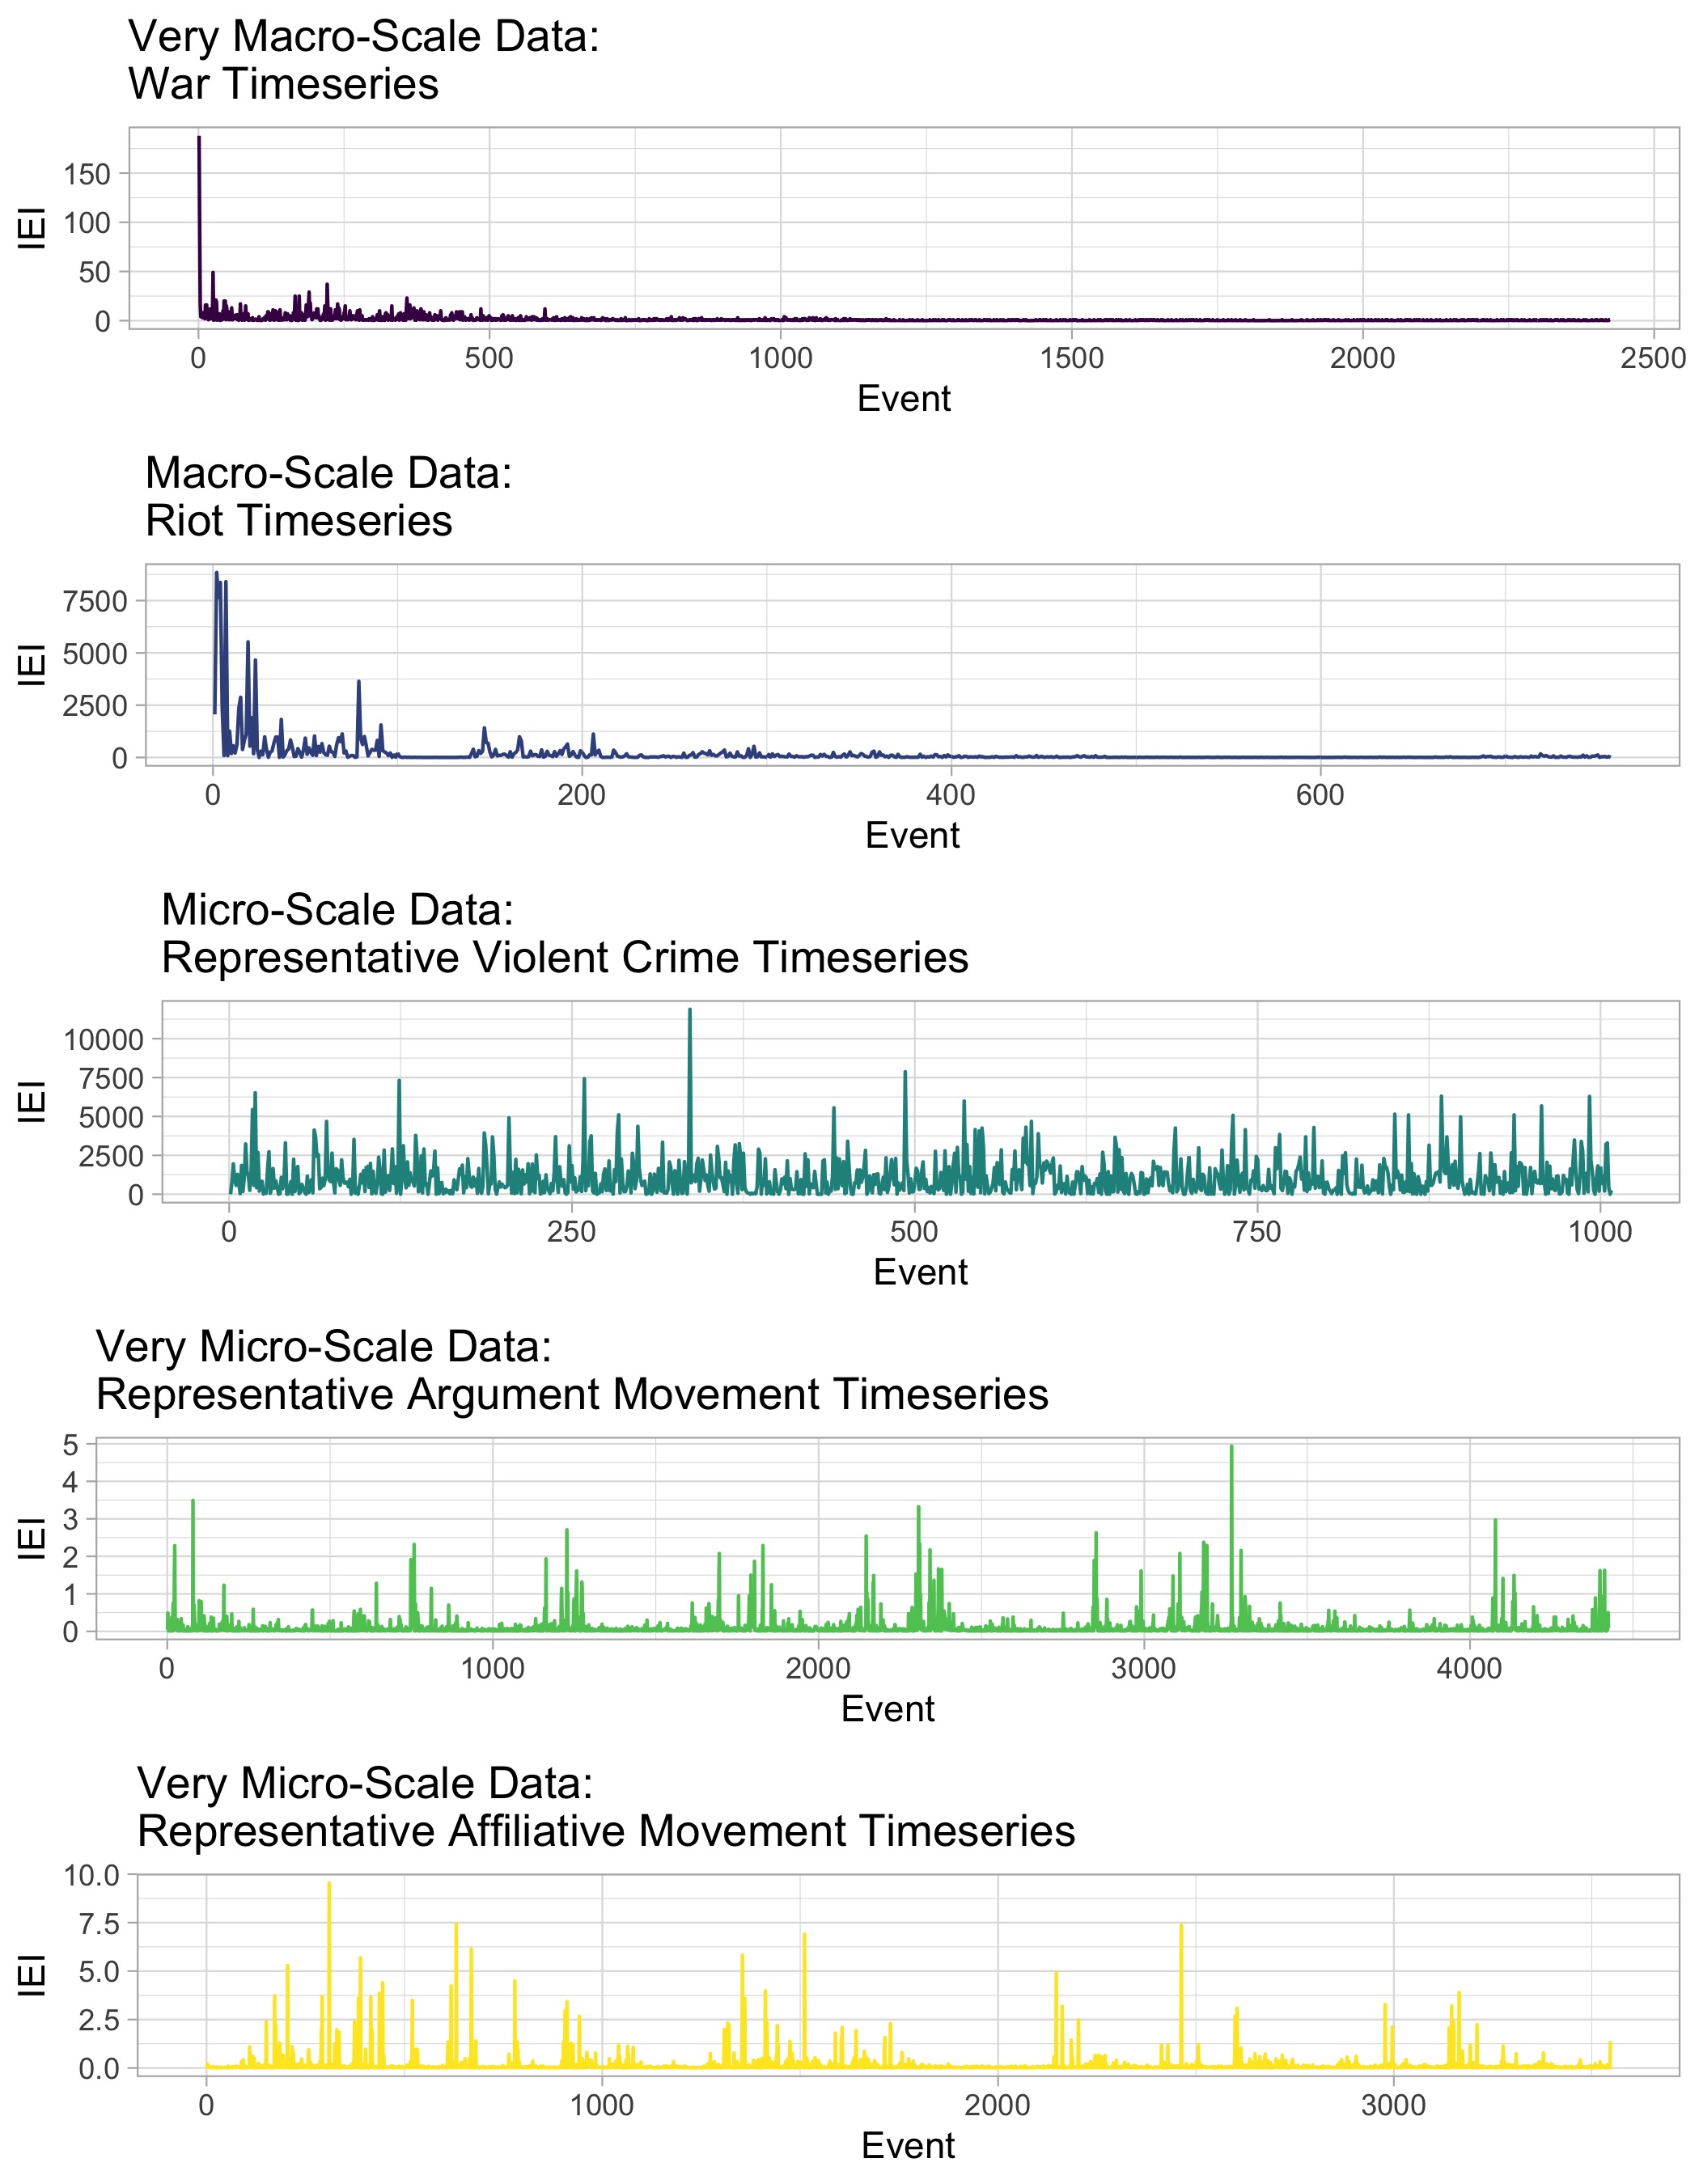 Very Macro-Scale Data:
War Timeseries
150
100
50
0
IEI
0 500 1000 1500 2000 2500
Event
Macro-Scale Data:
Riot Timeseries
7500
5000
2500
0
IEI
0 200 400 600
Event
Micro-Scale Data:
Representative Violent Crime Timeseries
10000
7500
5000
2500
0
IEI
0 250 500 750 1000
Event
Very Micro-Scale Data:
Representative Argument Movement Timeseries
5
4
3
2
1
0
IEI
0 1000 2000 3000 4000
Event
Very Micro-Scale Data:
Representative Affiliative Movement Timeseries
10.0
7.5
5.0
2.5
0.0
IEI
0 1000 2000 3000
Event